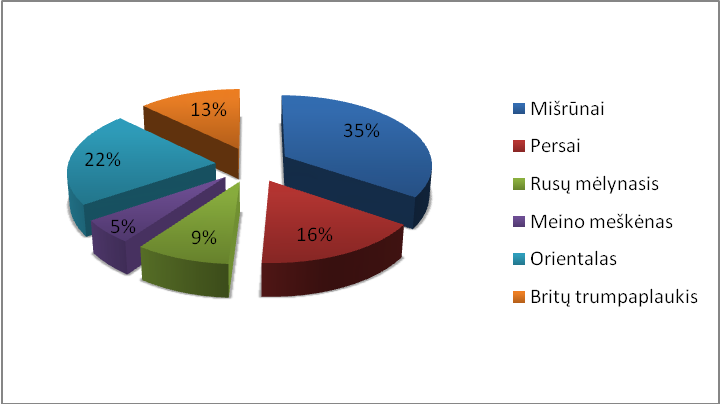 13%
35%
22%
5%
9%
16%
Mišrūnai
Persai
Rusų mėlynasis
Meino meškėnas
Orientalas
Britų trumpaplaukis